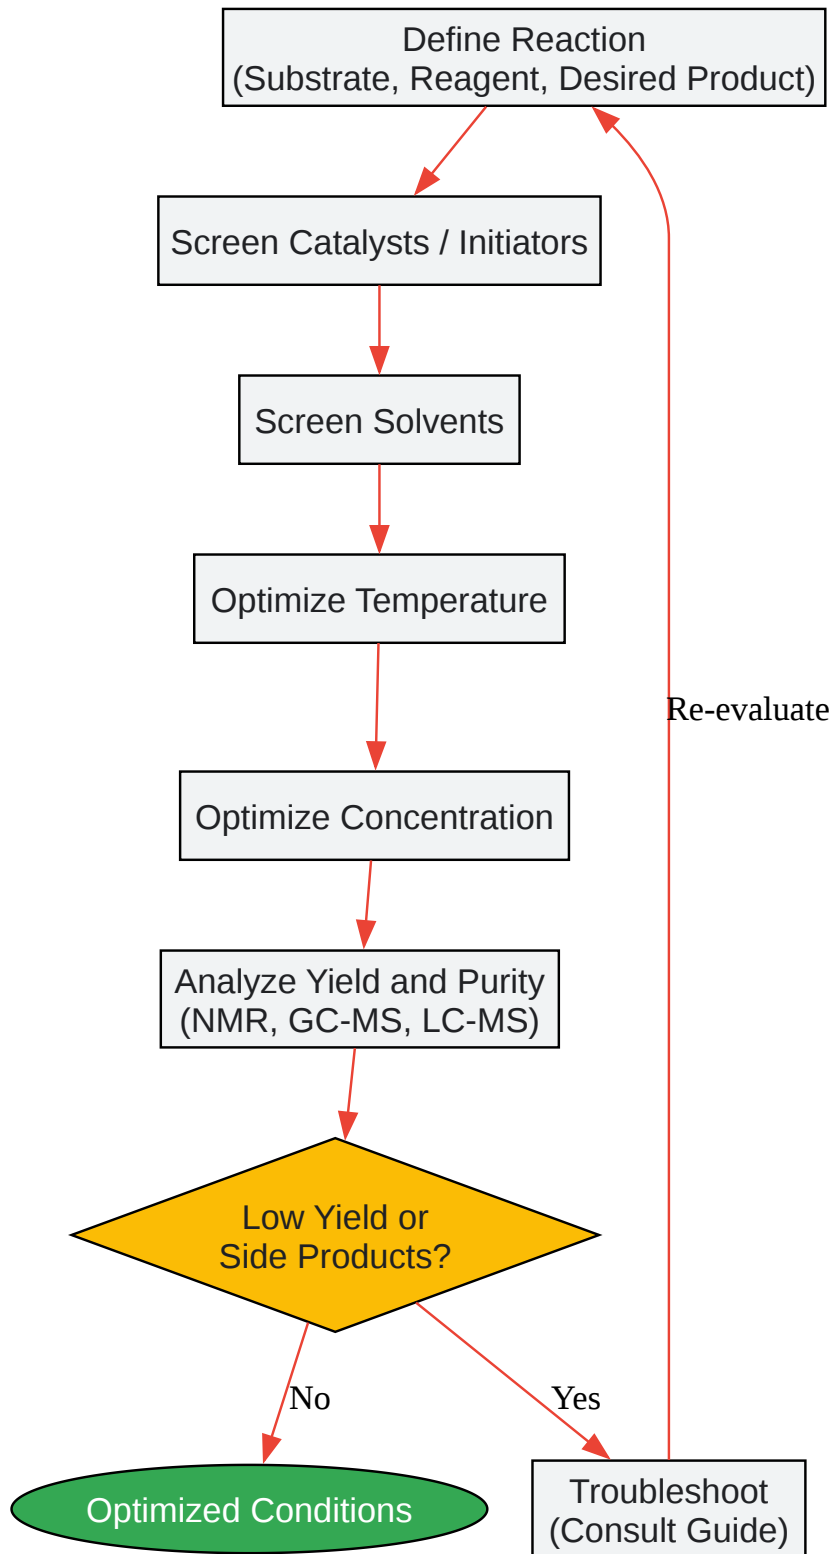 Define Reaction
(Substrate, Reagent, Desired Product)
Screen Catalysts / Initiators
Screen Solvents
Optimize Temperature
Re-evaluate
Optimize Concentration
Analyze Yield and Purity
(NMR, GC-MS, LC-MS)
Low Yield or
Side Products?
No
Yes
Optimized Conditions
Troubleshoot
(Consult Guide)